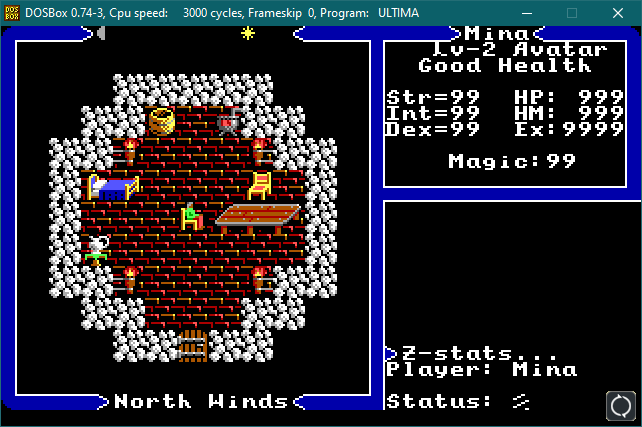 DOSBox 0.74-3, Cpu speed: 3000 cycles, Frameskip 0, Program: ULTIMA
Mina
Lv-2 Avatar
Good Health
Str=99 HP: 999
Int=99 HM: 999
Dex=99 Ex:9999
Magic:99
Z-stats...
Player: Mina
Status:
North Winds